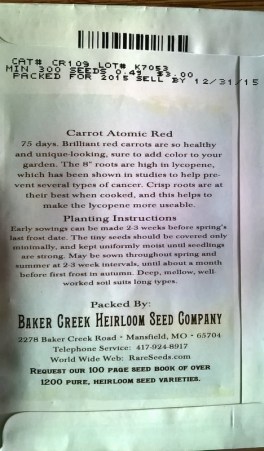 CAT# CR109 LOT# K7053
MIN 300 SEEDS 0.4g $3.00
PACKED FOR 2015 SELL BY 12/31/15
Carrot Atomic Red
75 days. Brilliant red carrots are so healthy
and unique-looking, sure to add color to your
garden. The 8" roots are high in lycopene,
which has been shown in studies to help pre-
vent several types of cancer. Crisp roots are at
their best when cooked, and this helps to
make the lycopene more useable.
Planting Instructions
Early sowings can be made 2-3 weeks before spring's
last frost date. The tiny seeds should be covered only
minimally, and kept uniformly moist until seedlings
are strong. May be sown throughout spring and
summer at 2-3 week intervals, until about a month
before first frost in autumn. Deep, mellow, well-
worked soil suits long types.
Packed By:
Baker Creek Heirloom Seed Company
2278 Baker Creek Road • Mansfield, MO • 65704
Telephone Service: 417-924-8917
World Wide Web: RareSeeds.com
Request our 100 page seed book of over
1200 pure, heirloom seed varieties.